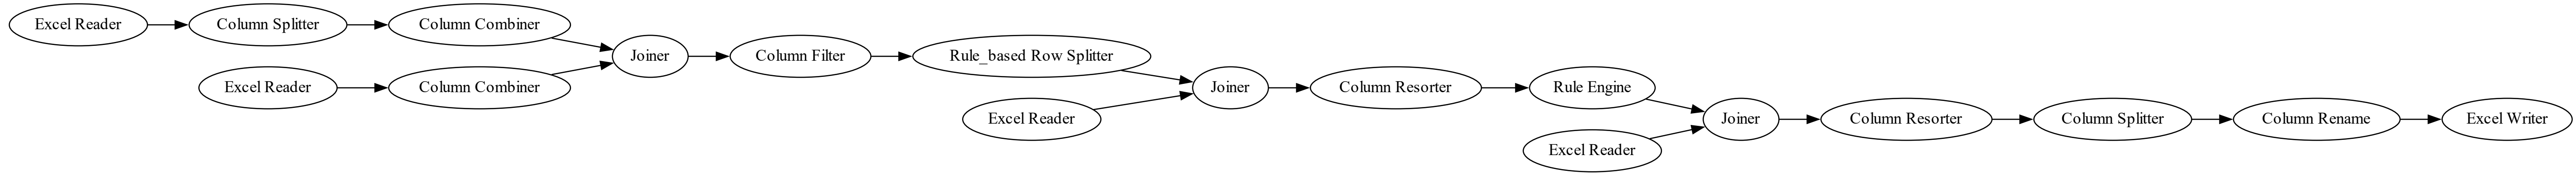 Excel Reader
Column Splitter
Column Combiner
Excel Reader
Column Combiner
Joiner
Column Filter
Rule_based Row Splitter
Excel Reader
Joiner
Column Resorter
Rule Engine
Excel Reader
Joiner
Column Resorter
Column Splitter
Column Rename
Excel Writer